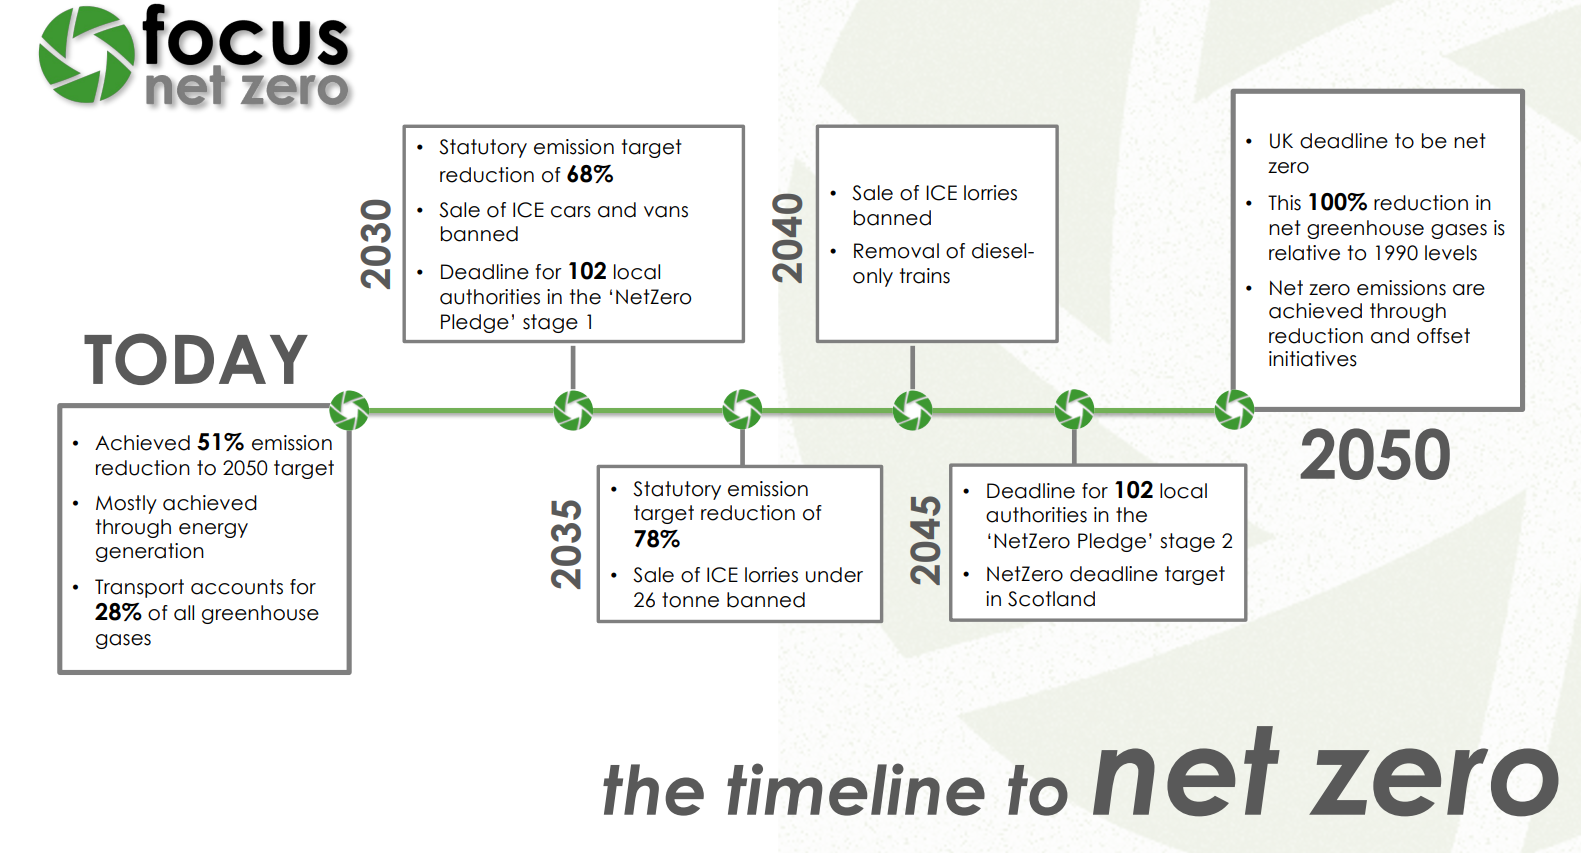 focus
net zero
TODAY
• Achieved 51% emission
reduction to 2050 target
• Mostly achieved
through energy
generation
• Transport accounts for
28% of all greenhouse
gases
2030
• Statutory emission target
reduction of 68%
• Sale of ICE cars and vans
banned
• Deadline for 102 local
authorities in the ‘NetZero
Pledge’ stage 1
2035
• Statutory emission
target reduction of
78%
• Sale of ICE lorries under
26 tonne banned
2040
• Sale of ICE lorries
banned
• Removal of diesel-
only trains
2045
• Deadline for 102 local
authorities in the
‘NetZero Pledge’ stage 2
• NetZero deadline target
in Scotland
• UK deadline to be net
zero
• This 100% reduction in
net greenhouse gases is
relative to 1990 levels
• Net zero emissions are
achieved through
reduction and offset
initiatives
2050
the timeline to net zero